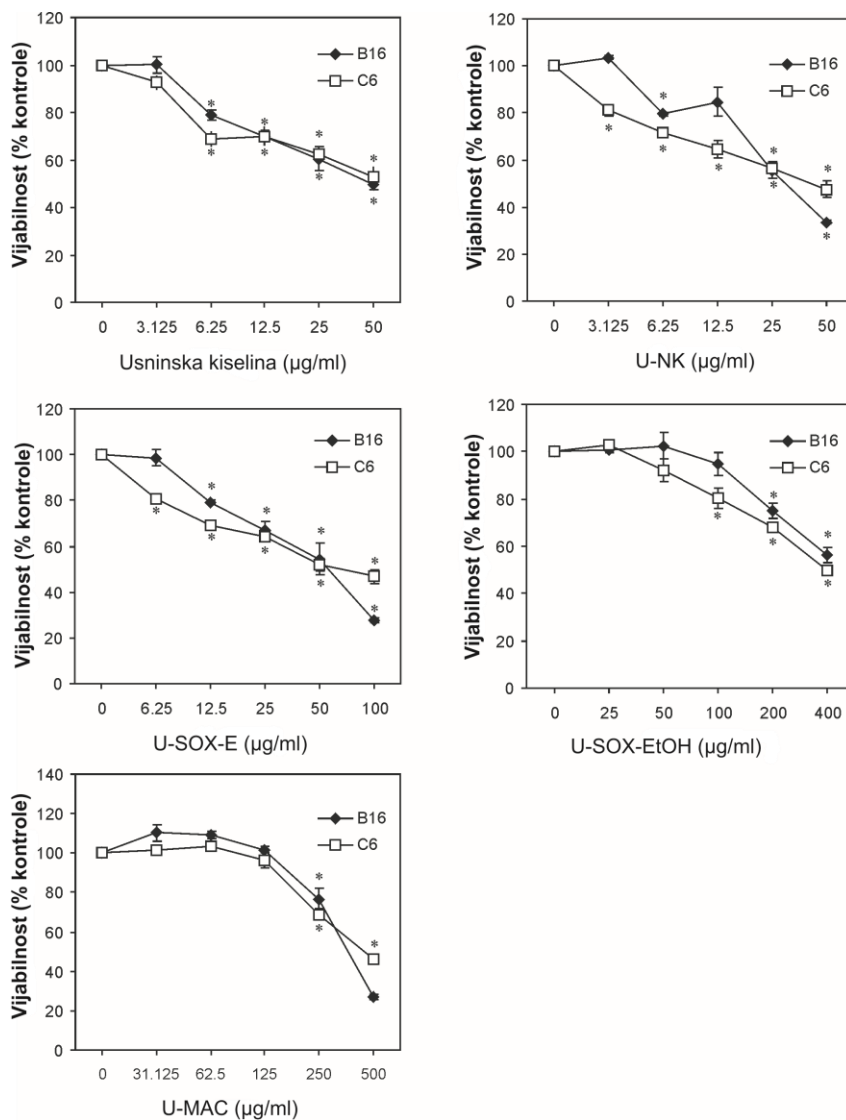 Vijabilnost (% kontrole)
120
100
80
60
40
20
0
B16
C6
*
*
*
*
*
*
*
*
0 3.125 6.25 12.5 25 50
Usninska kiselina (µg/ml)
Vijabilnost (% kontrole)
120
100
80
60
40
20
0
B16
C6
*
*
*
*
*
*
*
*
0 3.125 6.25 12.5 25 50
U-NK (µg/ml)
Vijabilnost (% kontrole)
120
100
80
60
40
20
0
B16
C6
*
*
*
*
*
*
*
*
*
0 6.25 12.5 25 50 100
U-SOX-E (µg/ml)
Vijabilnost (% kontrole)
120
100
80
60
40
20
0
B16
C6
*
*
*
*
*
0 25 50 100 200 400
U-SOX-EtOH (µg/ml)
Vijabilnost (% kontrole)
140
120
100
80
60
40
20
0
B16
C6
*
*
*
0 31.125 62.5 125 250 500
U-MAC (µg/ml)